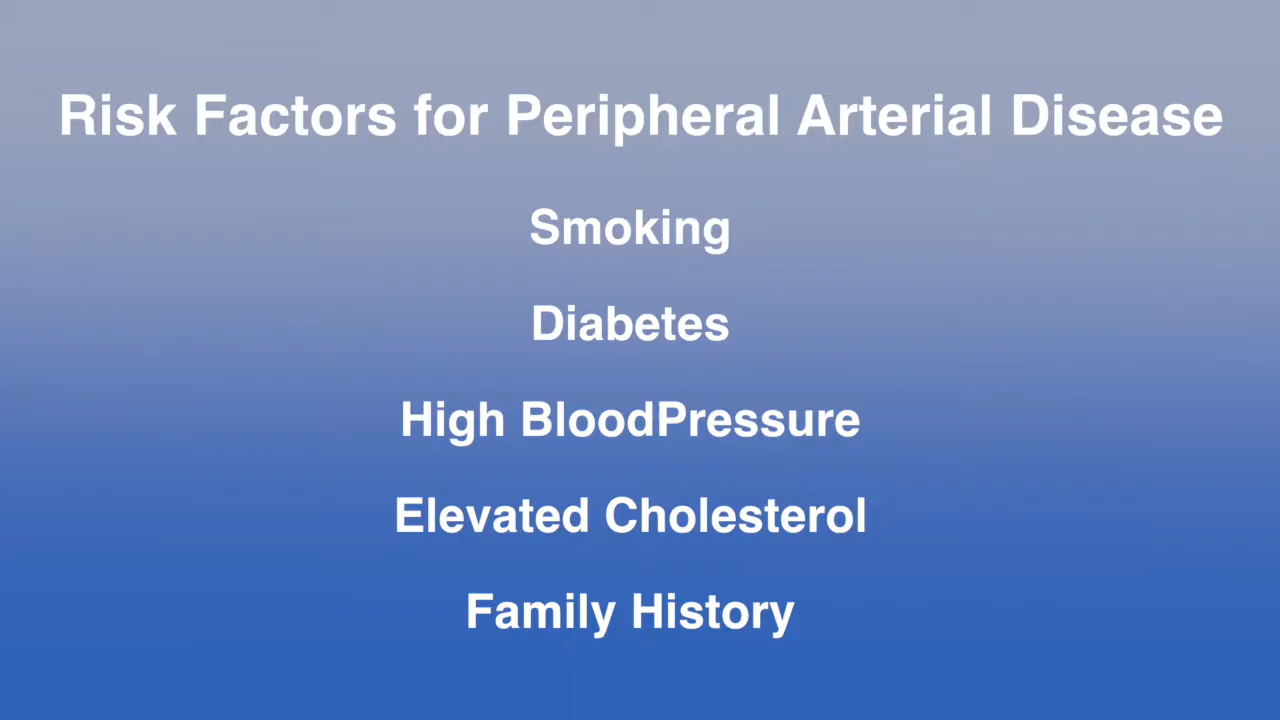 Risk Factors for Peripheral Arterial Disease
Smoking
Diabetes
High BloodPressure
Elevated Cholesterol
Family History